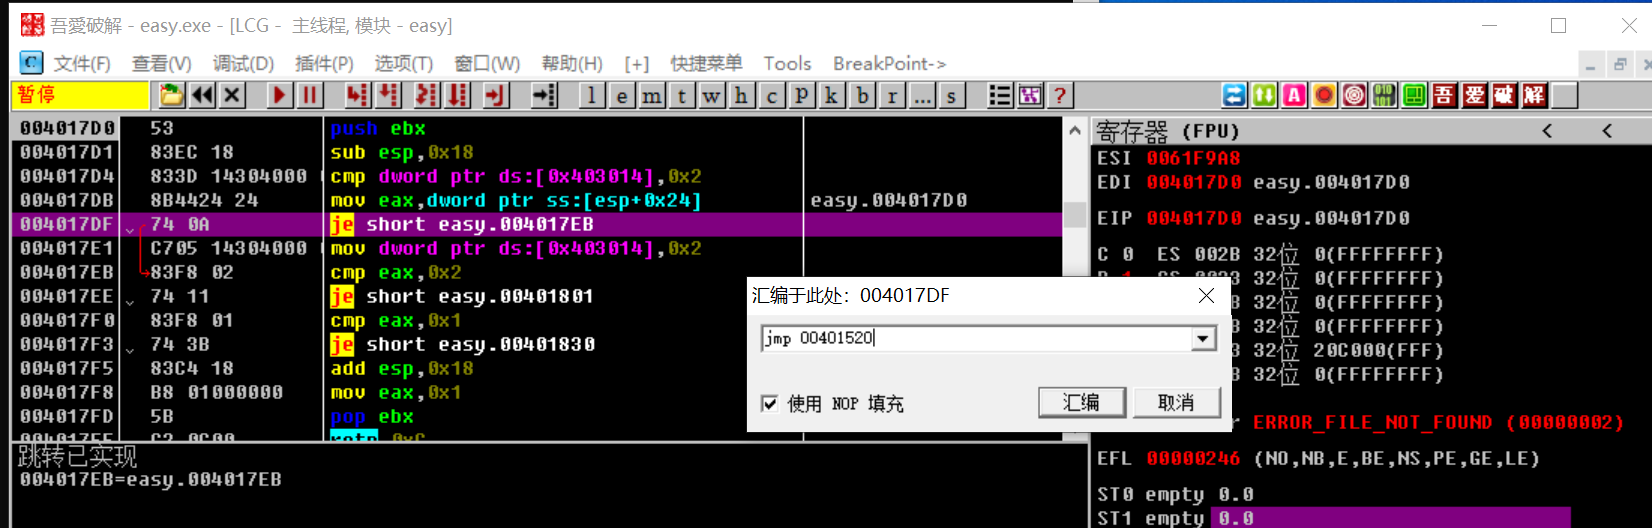 吾愛破解 - easy.exe - [LCG - 主线程, 模块 - easy]
C 文件(F) 查看(V) 调试(D) 插件(P) 选项(T) 窗口(W) 帮助(H) [+] 快捷菜单 Tools BreakPoint->
暂停 l e m t w h c P k b r ... s ? A 吾 爱 破 解
004017D0 53 push ebx
004017D1 83EC 18 sub esp,0x18
004017D4 833D 14304000 cmp dword ptr ds:[0x403014],0x2
004017DB 8B4424 24 mov eax,dword ptr ss:[esp+0x24] easy.004017D0
004017DF 74 0A je short easy.004017EB
004017E1 C705 14304000 mov dword ptr ds:[0x403014],0x2
004017EB 83F8 02 cmp eax,0x2
004017EE 74 11 je short easy.00401801
004017F0 83F8 01 cmp eax,0x1
004017F3 74 3B je short easy.00401830
004017F5 83C4 18 add esp,0x18
004017F8 B8 01000000 mov eax,0x1
004017FD 5B pop ebx
004017FE C2 0C00 retn 0xC
跳转已实现
004017EB=easy.004017EB
汇编于此处：004017DF
jmp 00401520
使用 NOP 填充
汇编 取消
寄存器 (FPU) < <
ESI 0061F9A8
EDI 004017D0 easy.004017D0
EIP 004017D0 easy.004017D0
C 0 ES 002B 32位 0(FFFFFFFF)
32位 0(FFFFFFFF)
32位 0(FFFFFFFF)
32位 0(FFFFFFFF)
32位 20C000(FFF)
32位 0(FFFFFFFF)
ERROR_FILE_NOT_FOUND (00000002)
EFL 00000246 (NO,NB,E,BE,NS,PE,GE,LE)
ST0 empty 0.0
ST1 empty 0.0